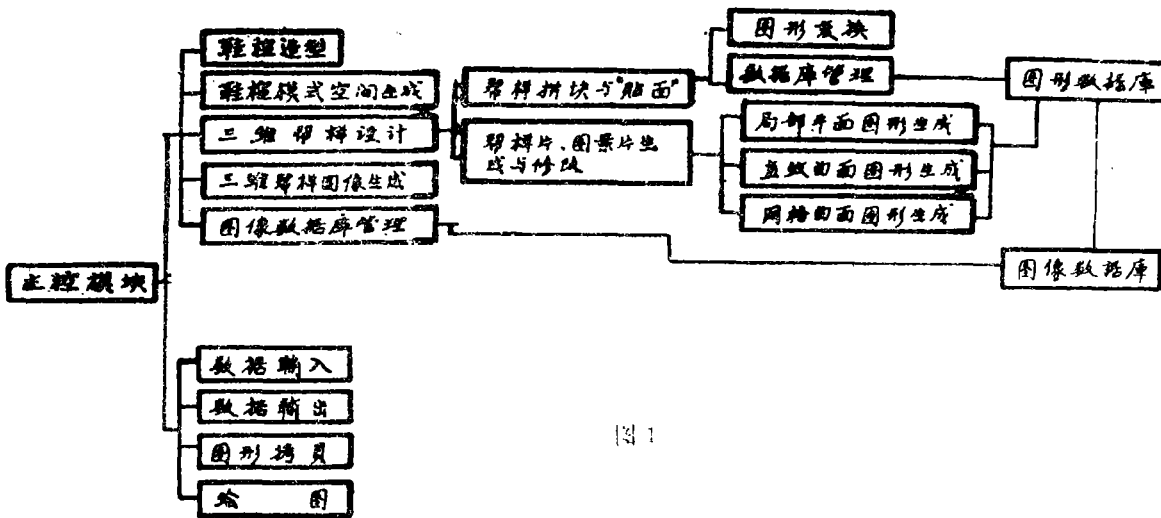 鞋楦造型
鞋楦模式空间生成
三维帮样设计
三维帮样图像生成
图像数据库管理
主控模块
数据输入
数据输出
图形拷贝
绘图
帮样拼块与"贴面"
帮样片、图案片生
成与修改
图形变换
数据库管理
局部平面图形生成
直纹曲面图形生成
网格曲面图形生成
图形数据库
图像数据库
图1